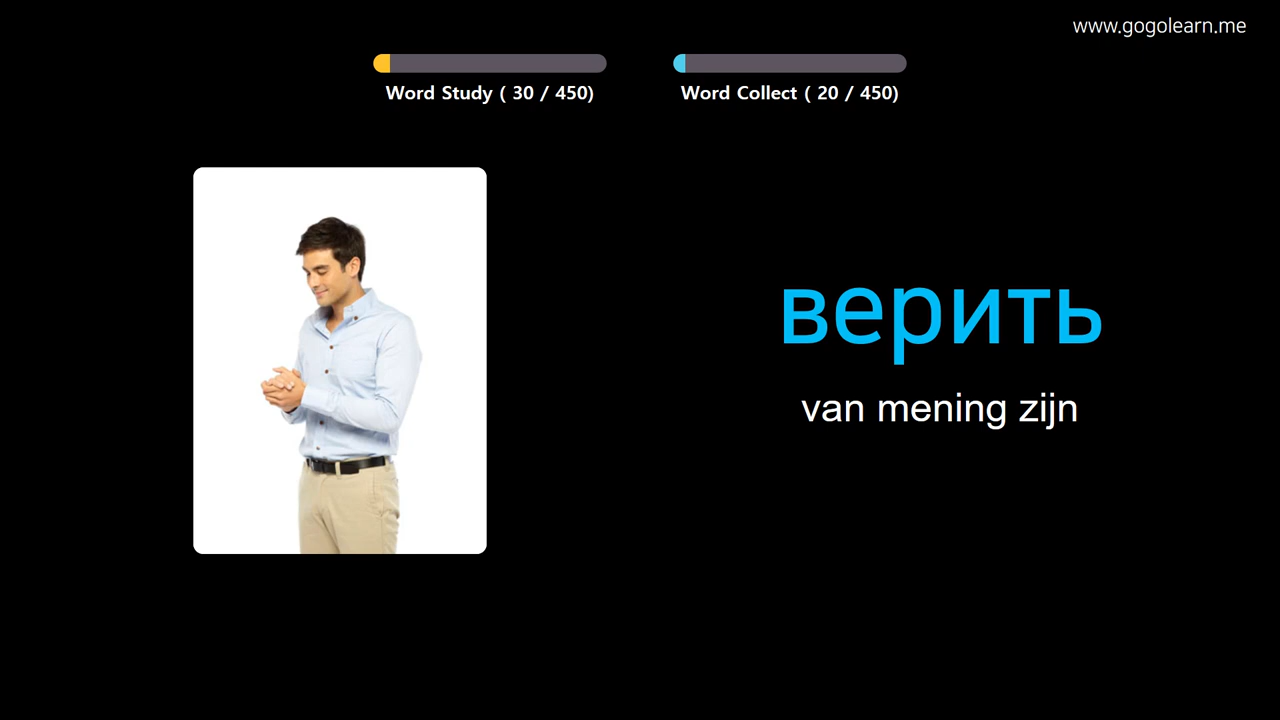 www.gogolearn.me
Word Study ( 30 / 450)
Word Collect ( 20 / 450)
верить
van mening zijn